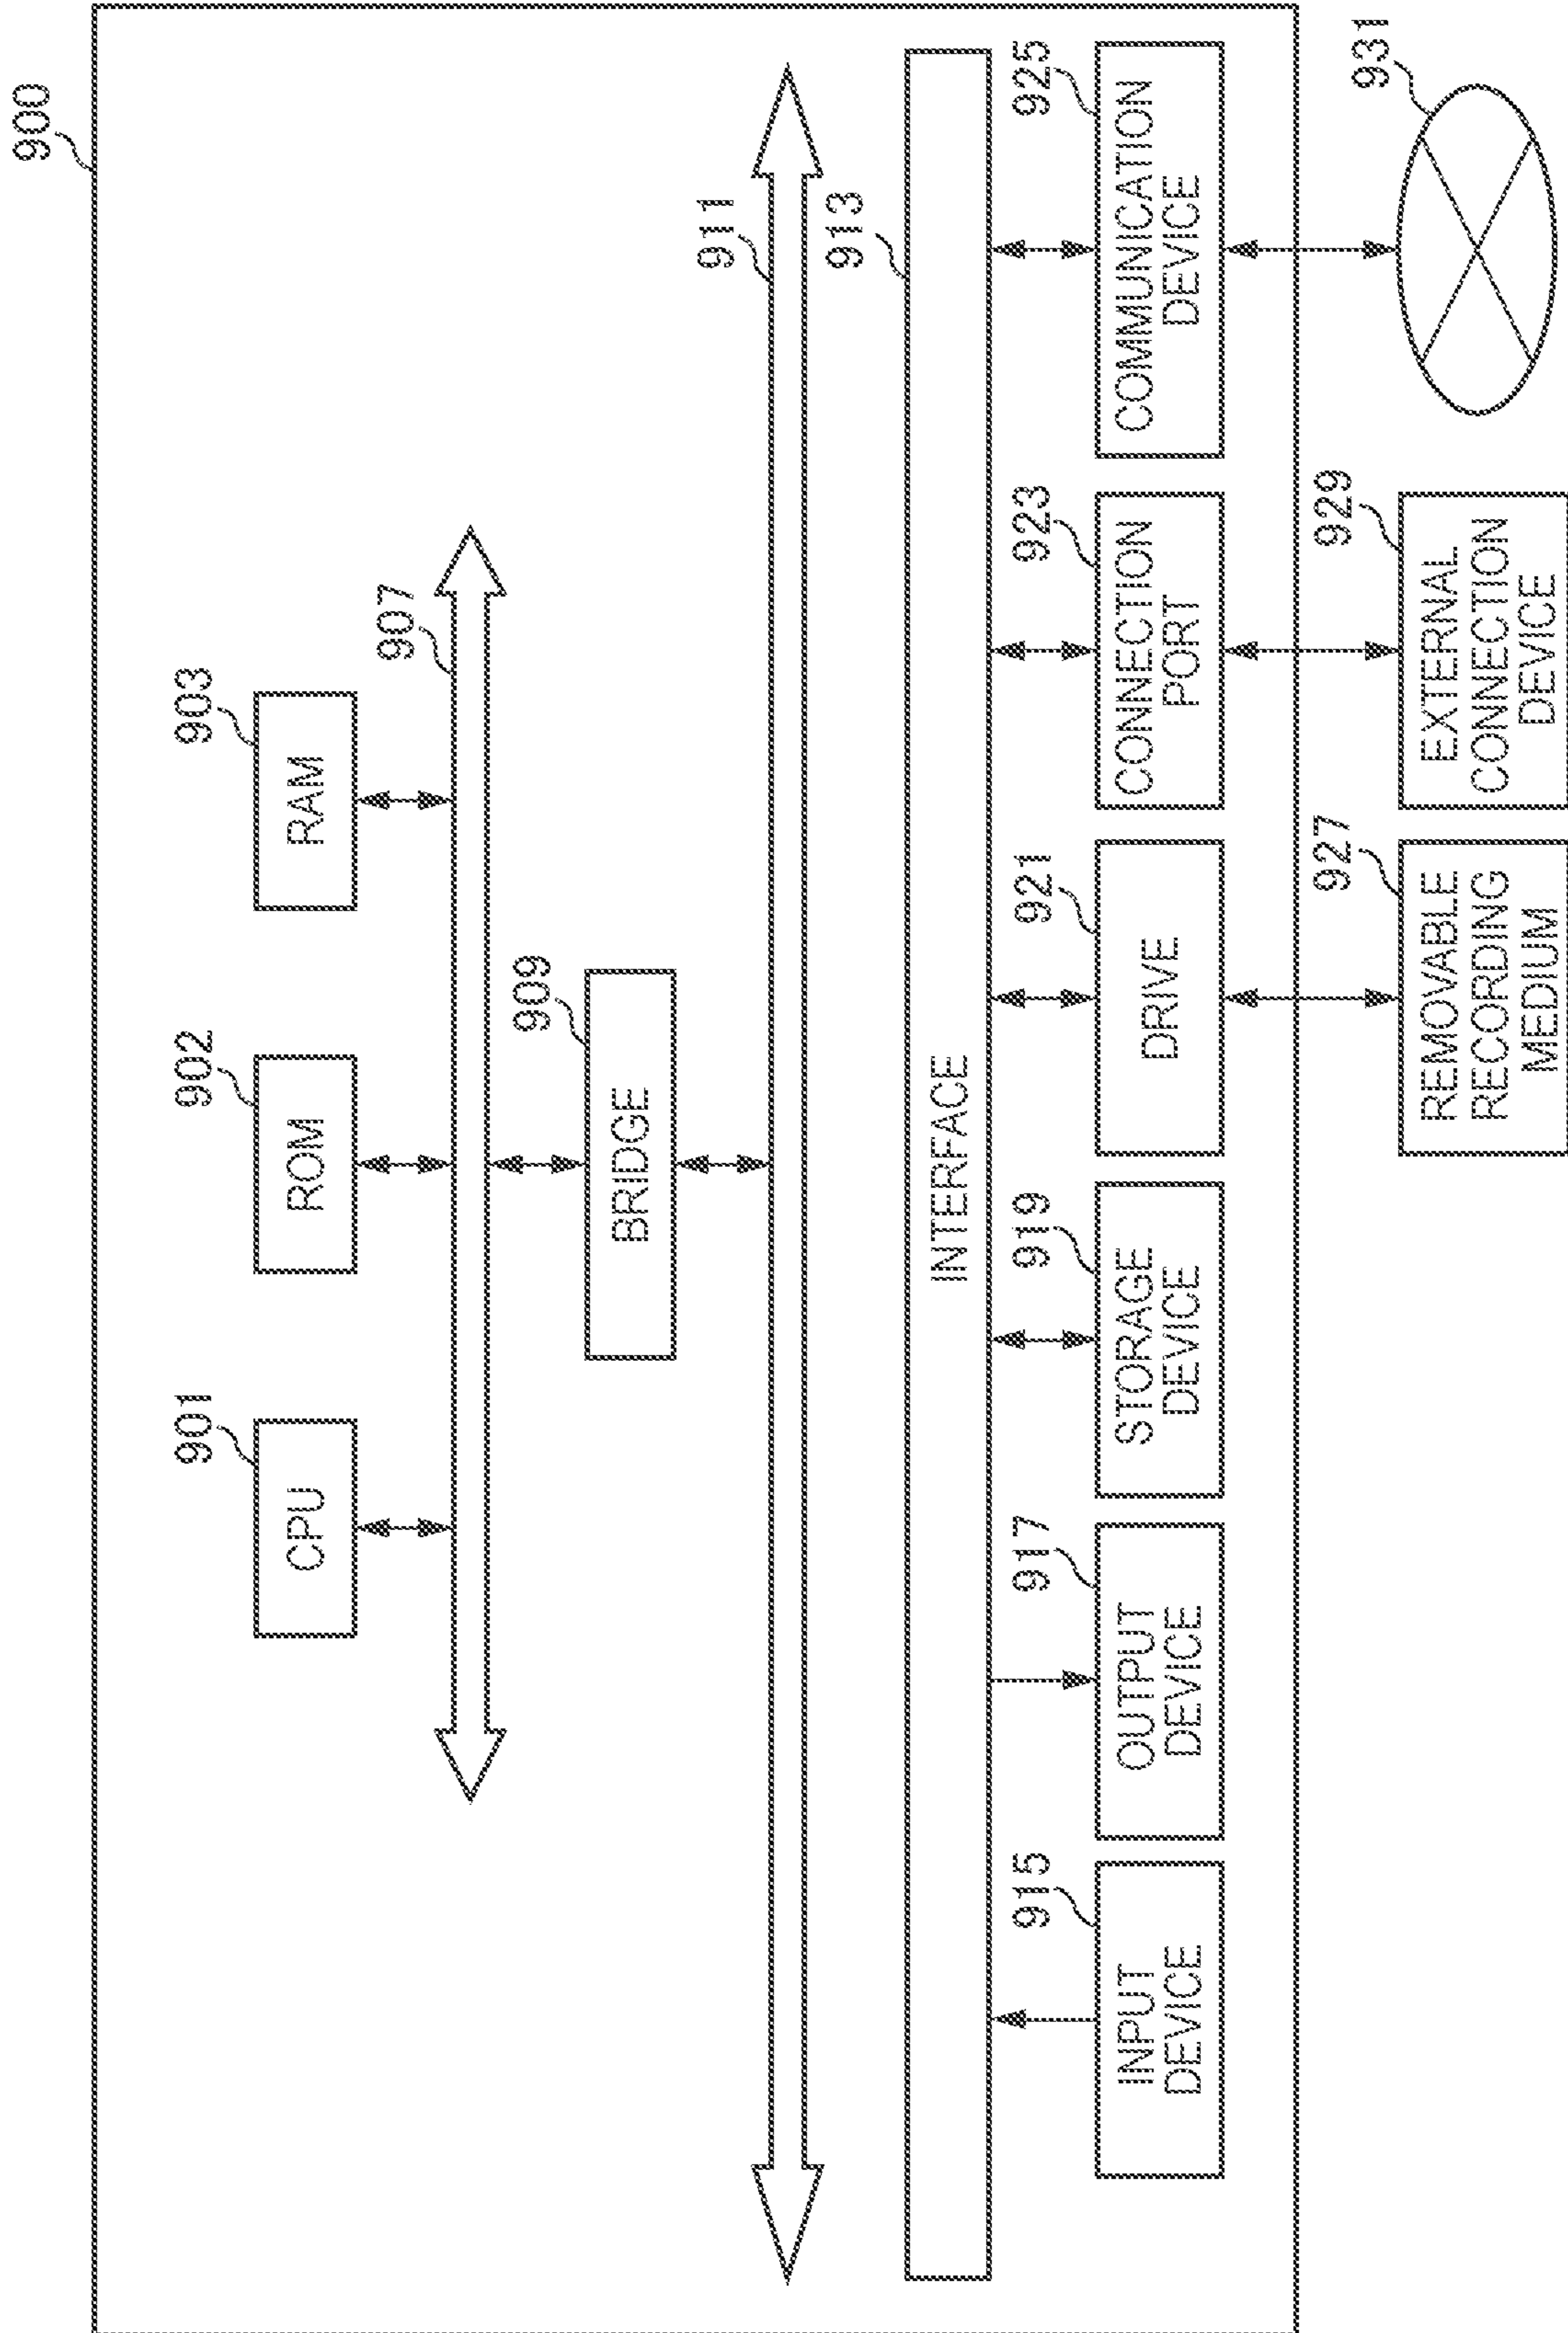 900
901
CPU
902
ROM
903
RAM
907
909
BRIDGE
911
913
INTERFACE
915
INPUT
DEVICE
917
OUTPUT
DEVICE
919
STORAGE
DEVICE
921
DRIVE
923
CONNECTION
PORT
925
COMMUNICATION
DEVICE
927
REMOVABLE
RECORDING
MEDIUM
929
EXTERNAL
CONNECTION
DEVICE
931